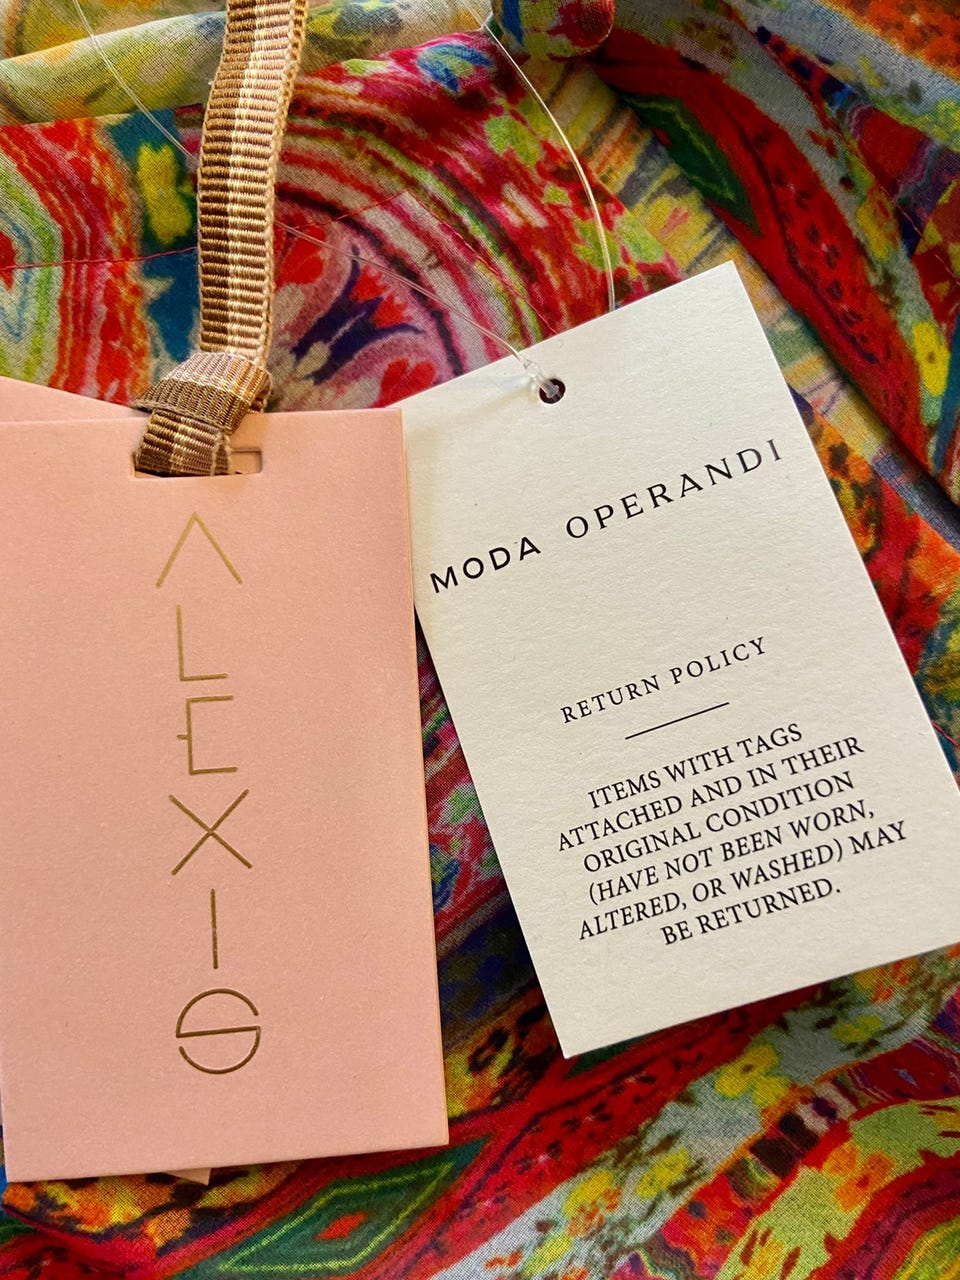 ALEXIS
MODA OPERANDI
RETURN POLICY
ITEMS WITH TAGS
ATTACHED AND IN THEIR
ORIGINAL CONDITION
(HAVE NOT BEEN WORN,
ALTERED, OR WASHED) MAY
BE RETURNED.